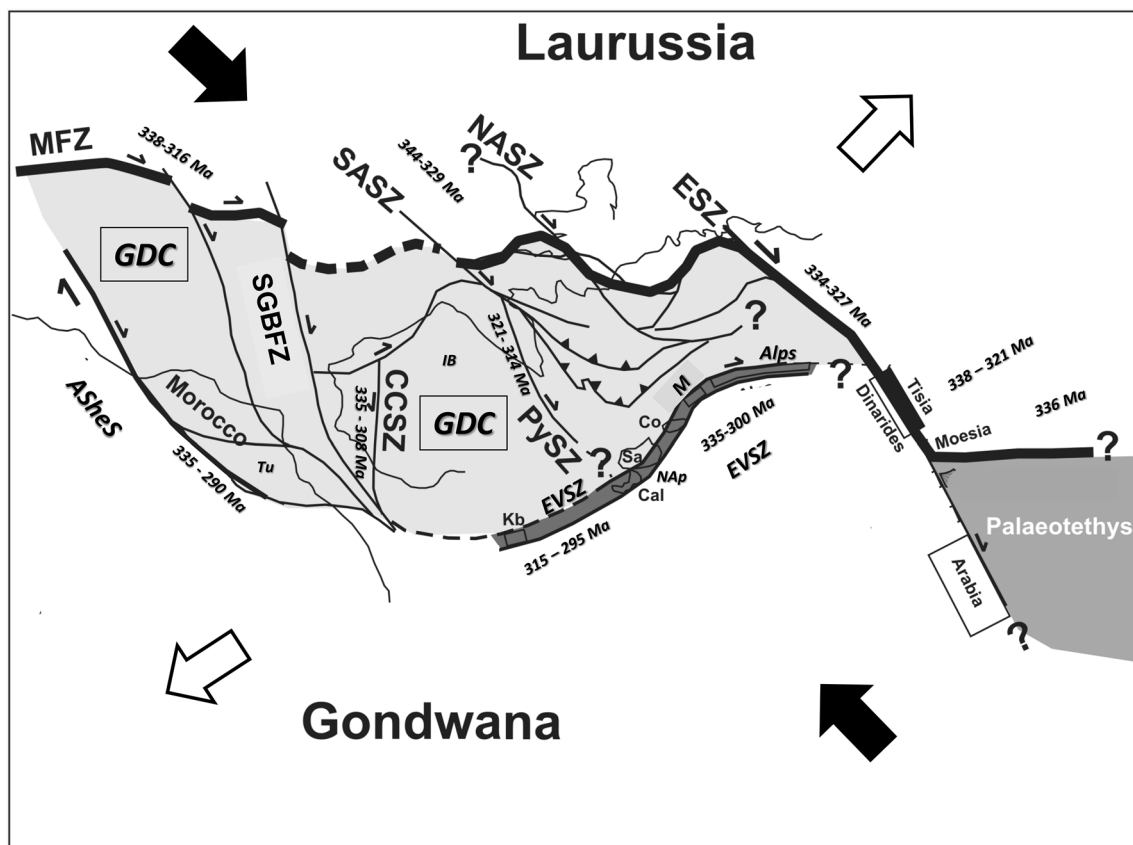 Laurussia
MFZ
338-316 Ma
NASZ
?
SASZ
344-329 Ma
ESZ
GDC
334-327 Ma
SGBFZ
?
321- 314 Ma
IB
Alps
?
338 – 321 Ma
336 Ma
ASheS
Morocco
335 - 308 Ma
CCSZ
GDC
PySZ
M
Co
335-300 Ma
Dinarides
Tisia
Moesia
?
335 - 290 Ma
Tu
?
Sa
NAp
EVSZ
EVSZ
Cal
Kb
315 – 295 Ma
Palaeotethys
Arabia
?
Gondwana